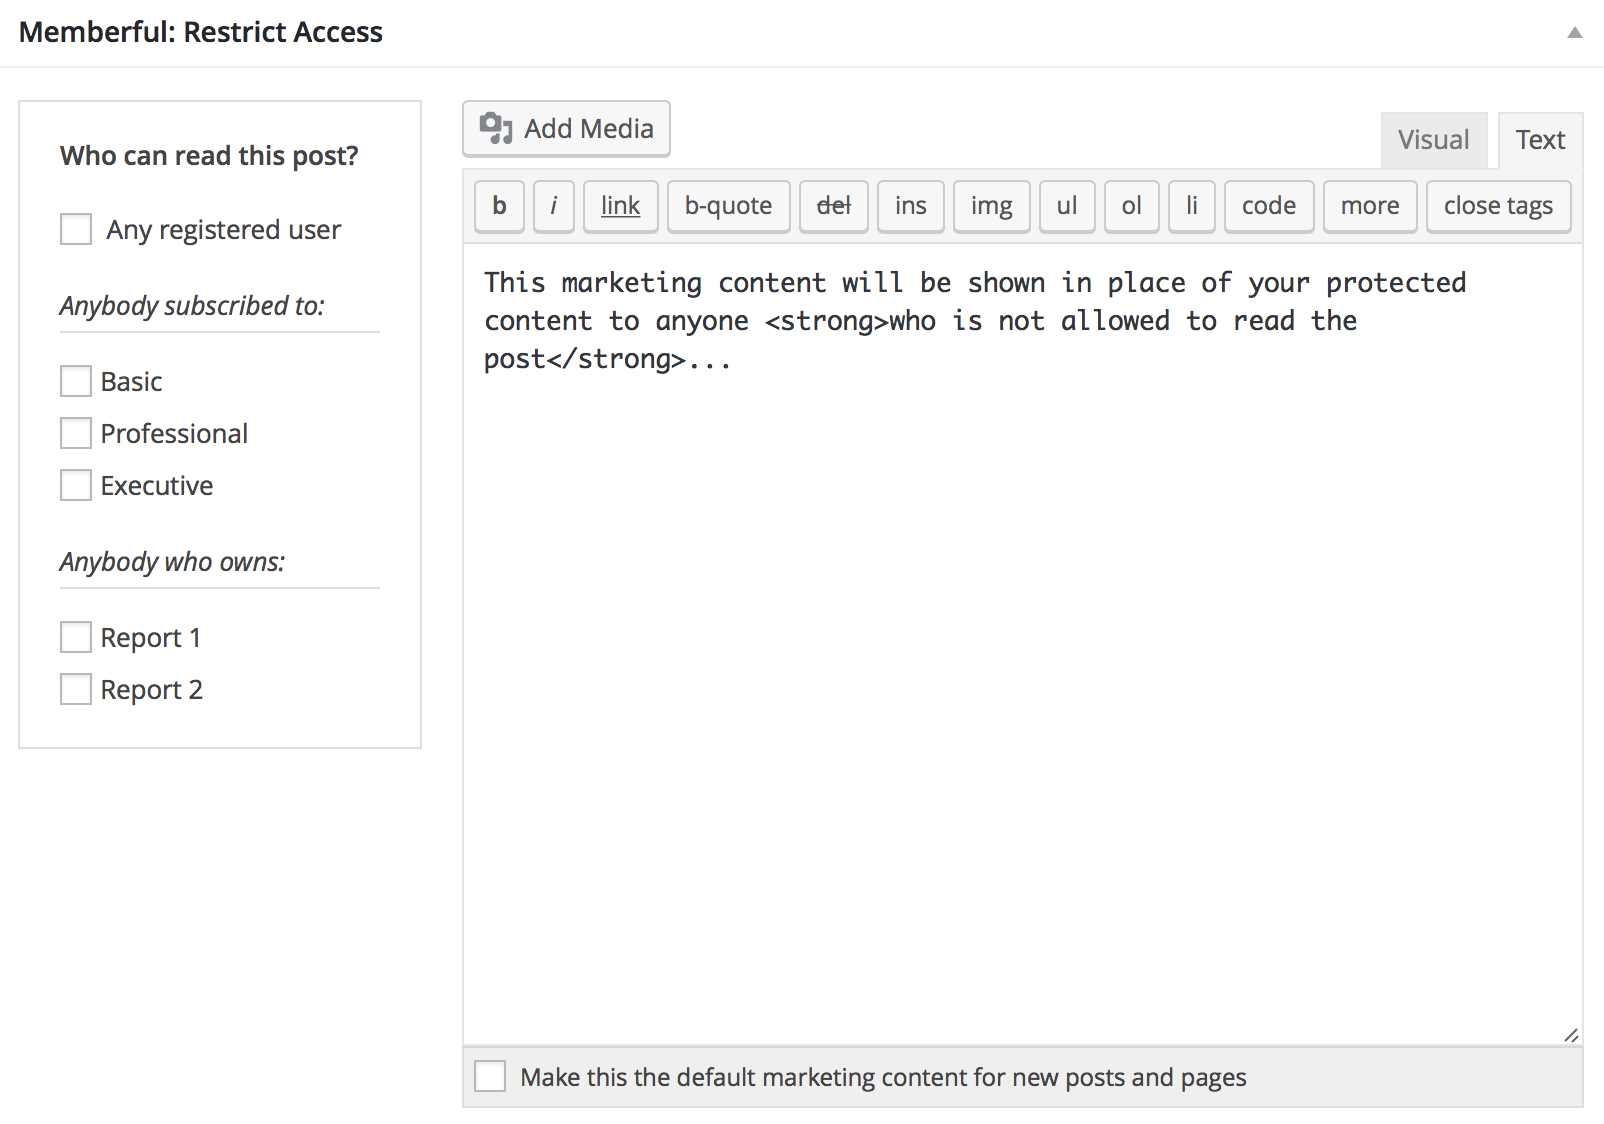 Memberful: Restrict Access
Who can read this post?
Any registered user
Anybody subscribed to:
Basic
Professional
Executive
Anybody who owns:
Report 1
Report 2
Add Media
Visual Text
b i link b-quote del ins img ul ol li code more close tags
This marketing content will be shown in place of your protected
content to anyone <strong>who is not allowed to read the
post</strong>...
Make this the default marketing content for new posts and pages